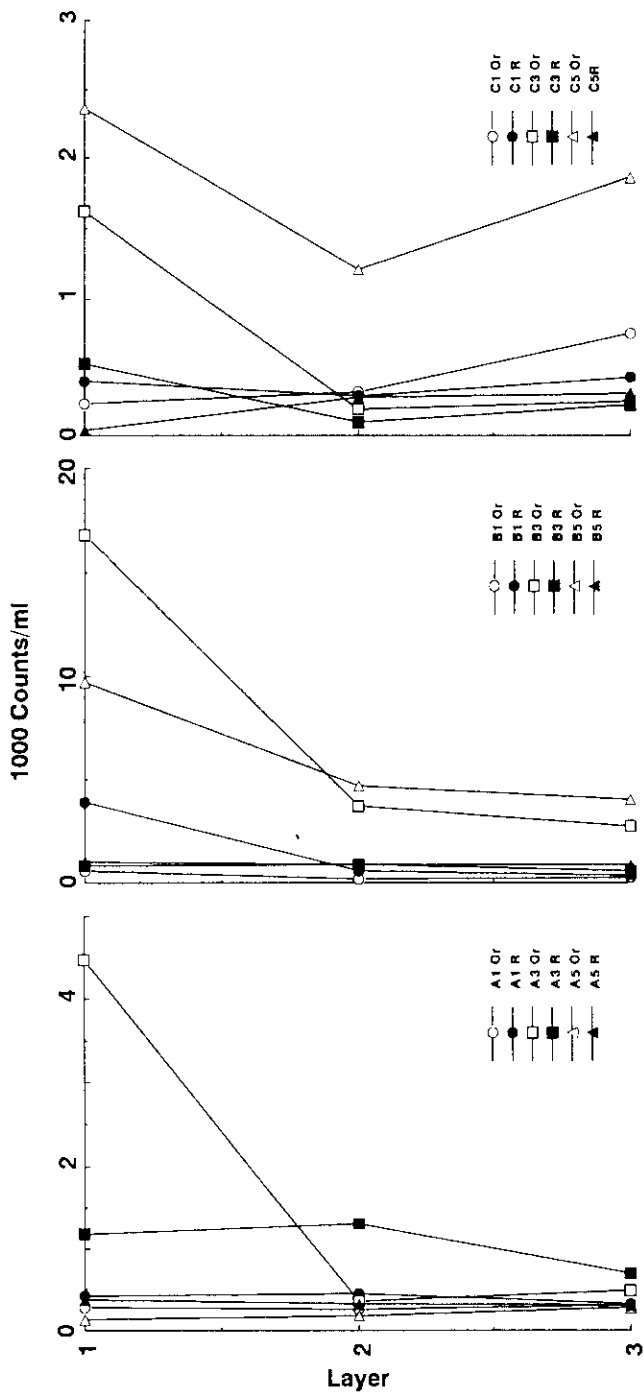 1000 Counts/ml
0
2
4
0
10
20
0
1
2
3
1
2
3
Layer
A1 Or
A1 R
A3 Or
A3 R
A5 Or
A5 R
B1 Or
B1 R
B3 Or
B3 R
B5 Or
B5 R
C1 Or
C1 R
C3 Or
C3 R
C5 Or
C5R